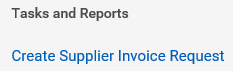 Tasks and Reports
Create Supplier Invoice Request